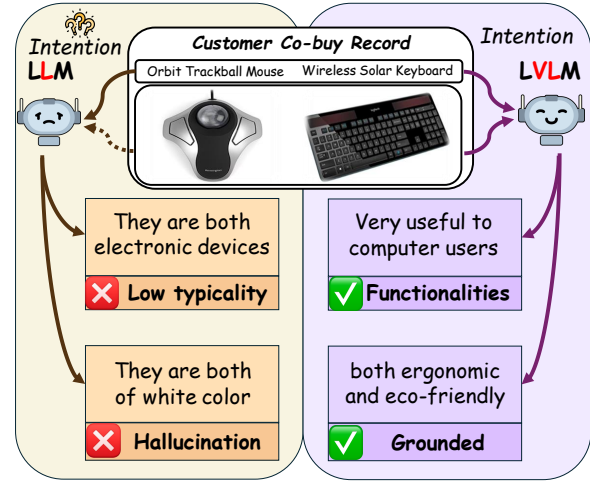 Customer Co-buy Record
Intention
LLM
Intention
LVLM
Orbit Trackball Mouse
Wireless Solar Keyboard
They are both
electronic devices
Low typicality
They are both
of white color
Hallucination
Very useful to
computer users
Functionalities
both ergonomic
and eco-friendly
Grounded